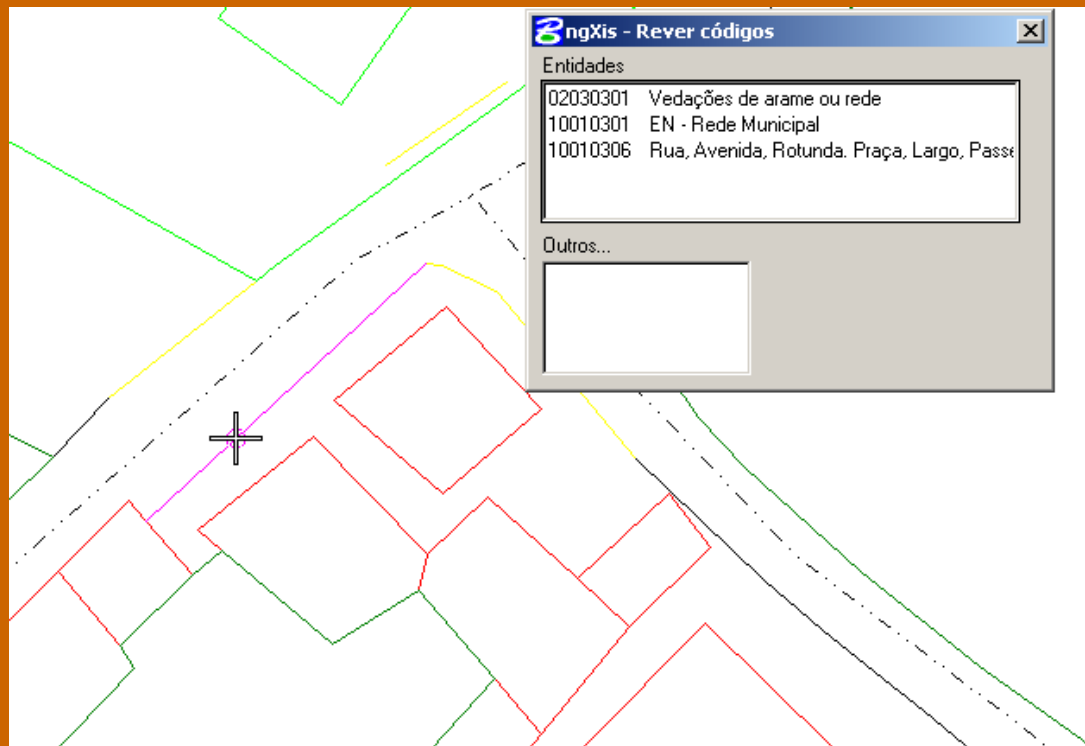 ngXis - Rever códigos
Entidades
02030301 Vedações de arame ou rede
10010301 EN - Rede Municipal
10010306 Rua, Avenida, Rotunda. Praça, Largo, Passe
Outros...